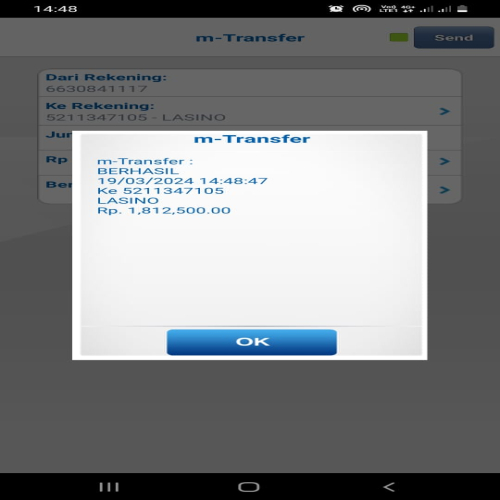 14:48
m-Transfer
Send
Dari Rekening:
6630841117
Ke Rekening:
5211347105 - LASINO
Jur
Rp
Ber
m-Transfer
m-Transfer :
BERHASIL
19/03/2024 14:48:47
Ke 5211347105
LASINO
Rp. 1,812,500.00
OK